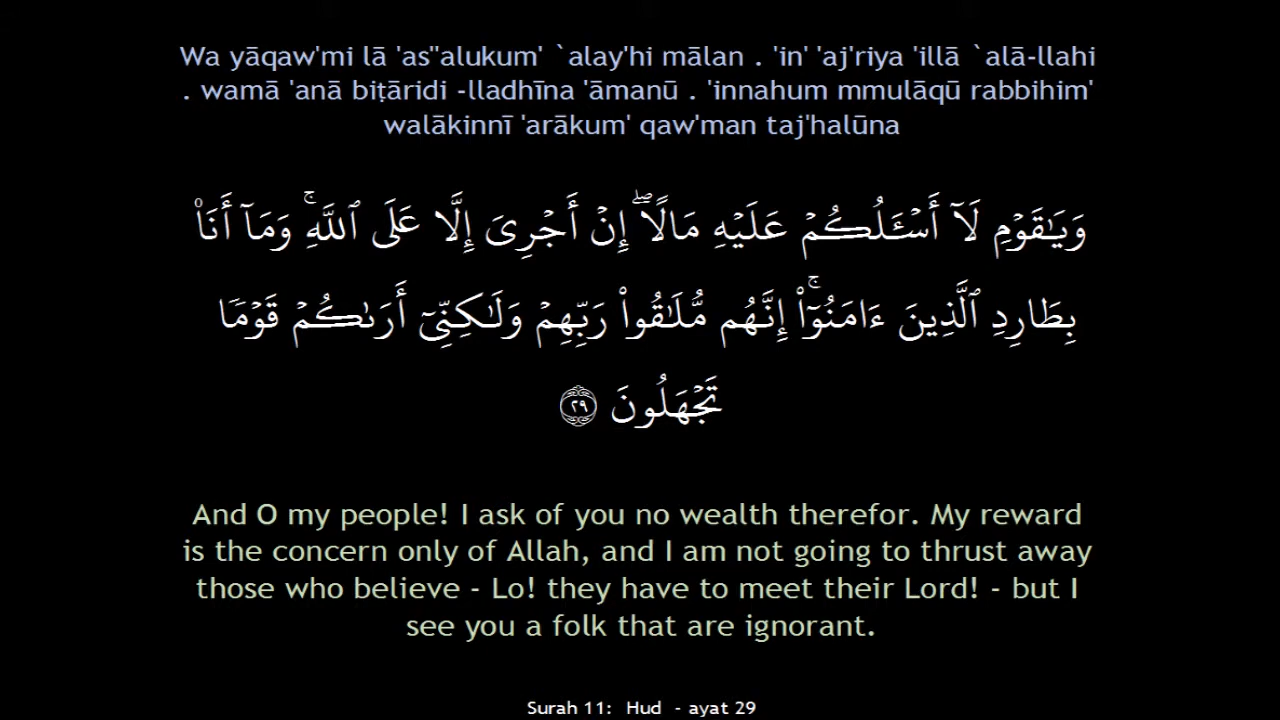 Wa yāqaw'mi lā 'as''alukum' `alay'hi mālan . 'in' 'aj'riya 'illā `alā-llahi
. wamā 'anā biṭāridi -lladhīna 'āmanū . 'innahum mmulāqū rabbihim'
walākinnī 'arākum' qaw'man taj'halūna
وَيَـٰقَوْمِ لَآ أَسْـَٔلُكُمْ عَلَيْهِ مَالًا ۖ إِنْ أَجْرِىَ إِلَّا عَلَى ٱللَّهِ ۚ وَمَآ أَنَا۠
بِطَارِدِ ٱلَّذِينَ ءَامَنُوٓا۟ ۚ إِنَّهُم مُّلَـٰقُوا۟ رَبِّهِمْ وَلَـٰكِنِّىٓ أَرَىٰكُمْ قَوْمًا
تَجْهَلُونَ ٢٩
And O my people! I ask of you no wealth therefor. My reward
is the concern only of Allah, and I am not going to thrust away
those who believe - Lo! they have to meet their Lord! - but I
see you a folk that are ignorant.
Surah 11: Hud - ayat 29